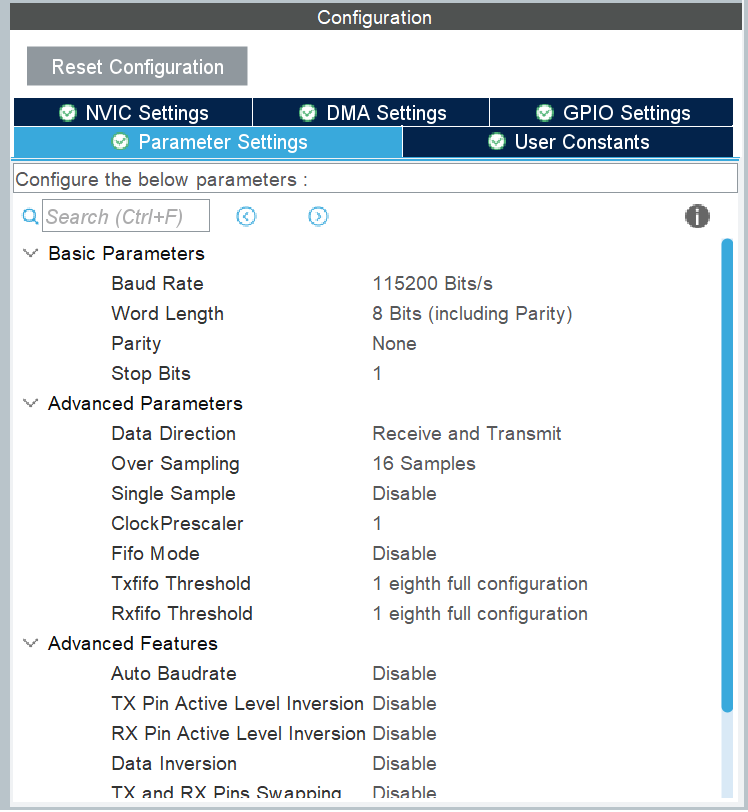 Configuration
Reset Configuration
NVIC Settings DMA Settings GPIO Settings
Parameter Settings User Constants
Configure the below parameters :
Search (Ctrl+F)
Basic Parameters
Baud Rate 115200 Bits/s
Word Length 8 Bits (including Parity)
Parity None
Stop Bits 1
Advanced Parameters
Data Direction Receive and Transmit
Over Sampling 16 Samples
Single Sample Disable
ClockPrescaler 1
Fifo Mode Disable
Txfifo Threshold 1 eighth full configuration
Rxfifo Threshold 1 eighth full configuration
Advanced Features
Auto Baudrate Disable
TX Pin Active Level Inversion Disable
RX Pin Active Level Inversion Disable
Data Inversion Disable
TX and RX Pins Swapping Disable